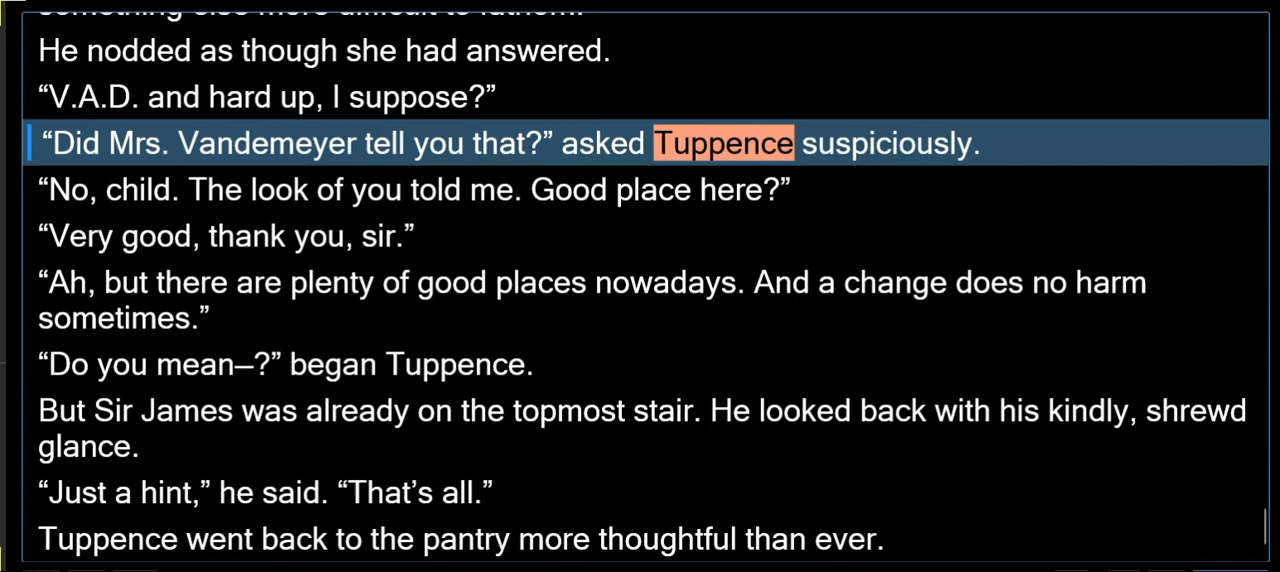 He nodded as though she had answered.
“V.A.D. and hard up, I suppose?”
“Did Mrs. Vandemeyer tell you that?” asked Tuppence suspiciously.
“No, child. The look of you told me. Good place here?”
“Very good, thank you, sir.”
“Ah, but there are plenty of good places nowadays. And a change does no harm
sometimes.”
“Do you mean—?” began Tuppence.
But Sir James was already on the topmost stair. He looked back with his kindly, shrewd
glance.
“Just a hint,” he said. “That’s all.”
Tuppence went back to the pantry more thoughtful than ever.